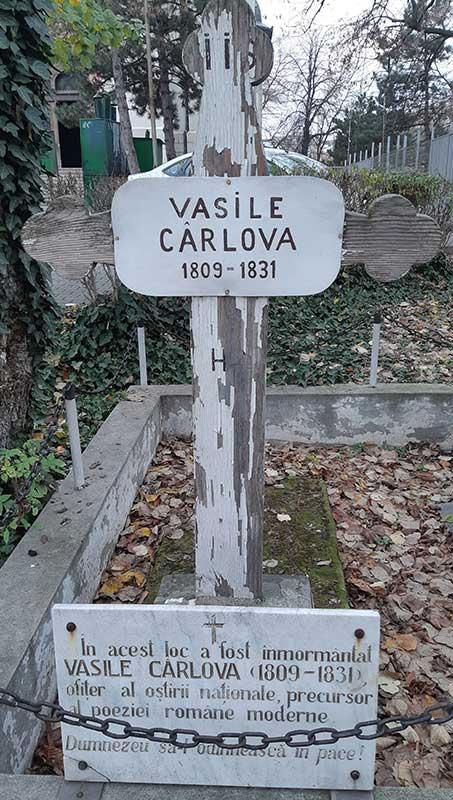 VASILE
CÂRLOVA
1809-1831
H
În acest loc a fost înmormântat
VASILE CÂRLOVA (1809-1831)
ofiter al oștirii naționale, precursor
al poeziei române moderne
Dumnezeu să-l odihnească în pace!